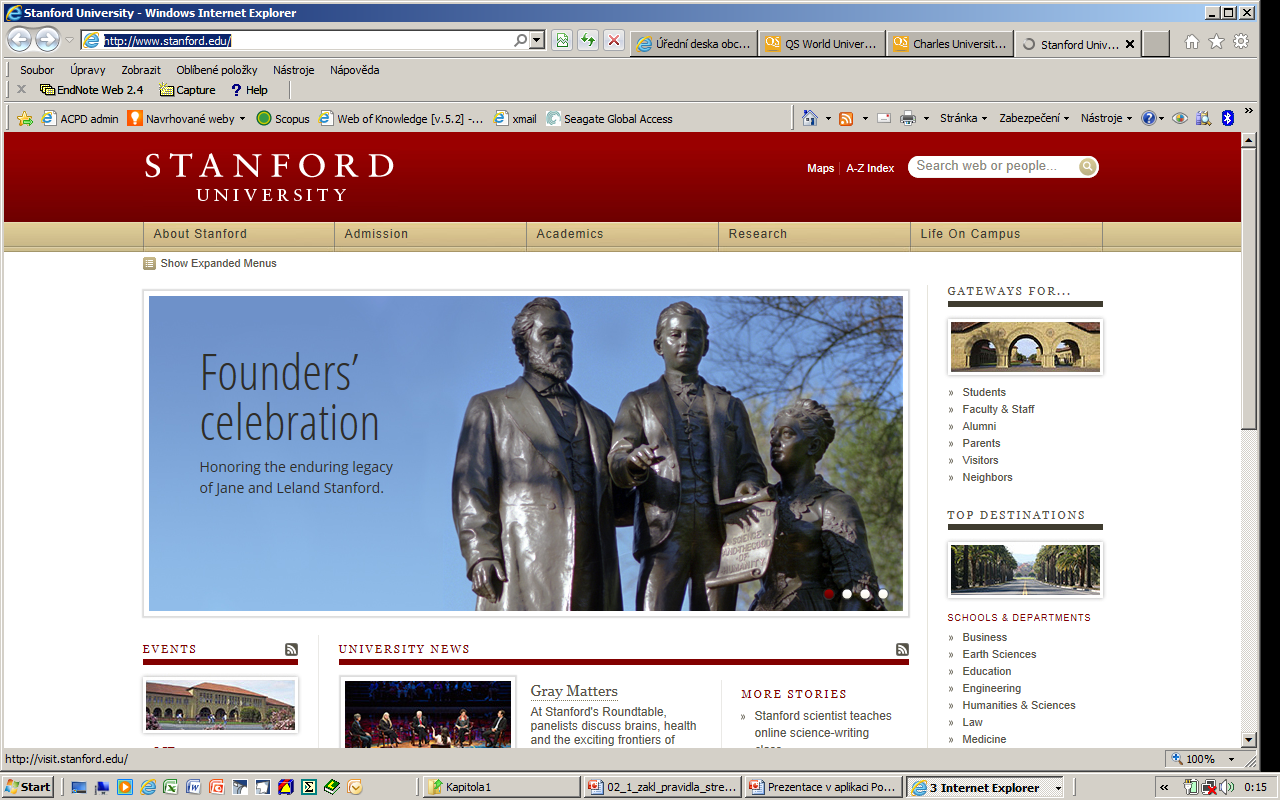 Stanford University - Windows Internet Explorer
http://www.stanford.edu/
Úřední deska obc...
QS World Univer...
Charles Universit...
Stanford Univ...
Soubor Úpravy Zobrazit Oblíbené položky Nástroje Nápověda
EndNote Web 2.4 Capture Help
ACPD admin Navrhované weby Scopus Web of Knowledge [v.5.2] -... xmail Seagate Global Access
Stránka Zabezpečení Nástroje
STANFORD
UNIVERSITY
Maps A-Z Index Search web or people...
About Stanford Admission Academics Research Life On Campus
Show Expanded Menus
Founders’
celebration
Honoring the enduring legacy
of Jane and Leland Stanford.
SCIENCE
AND THE GOOD
OF
HUMANITY
GATEWAYS FOR...
» Students
» Faculty & Staff
» Alumni
» Parents
» Visitors
» Neighbors
TOP DESTINATIONS
SCHOOLS & DEPARTMENTS
» Business
» Earth Sciences
» Education
» Engineering
» Humanities & Sciences
» Law
» Medicine
EVENTS
UNIVERSITY NEWS
Gray Matters
At Stanford's Roundtable,
panelists discuss brains, health
and the exciting frontiers of
MORE STORIES
» Stanford scientist teaches
online science-writing
http://visit.stanford.edu/
100%
Start
Kapitola1
02_1_zakl_pravidla_stre...
Prezentace v aplikaci Po...
3 Internet Explorer
0:15